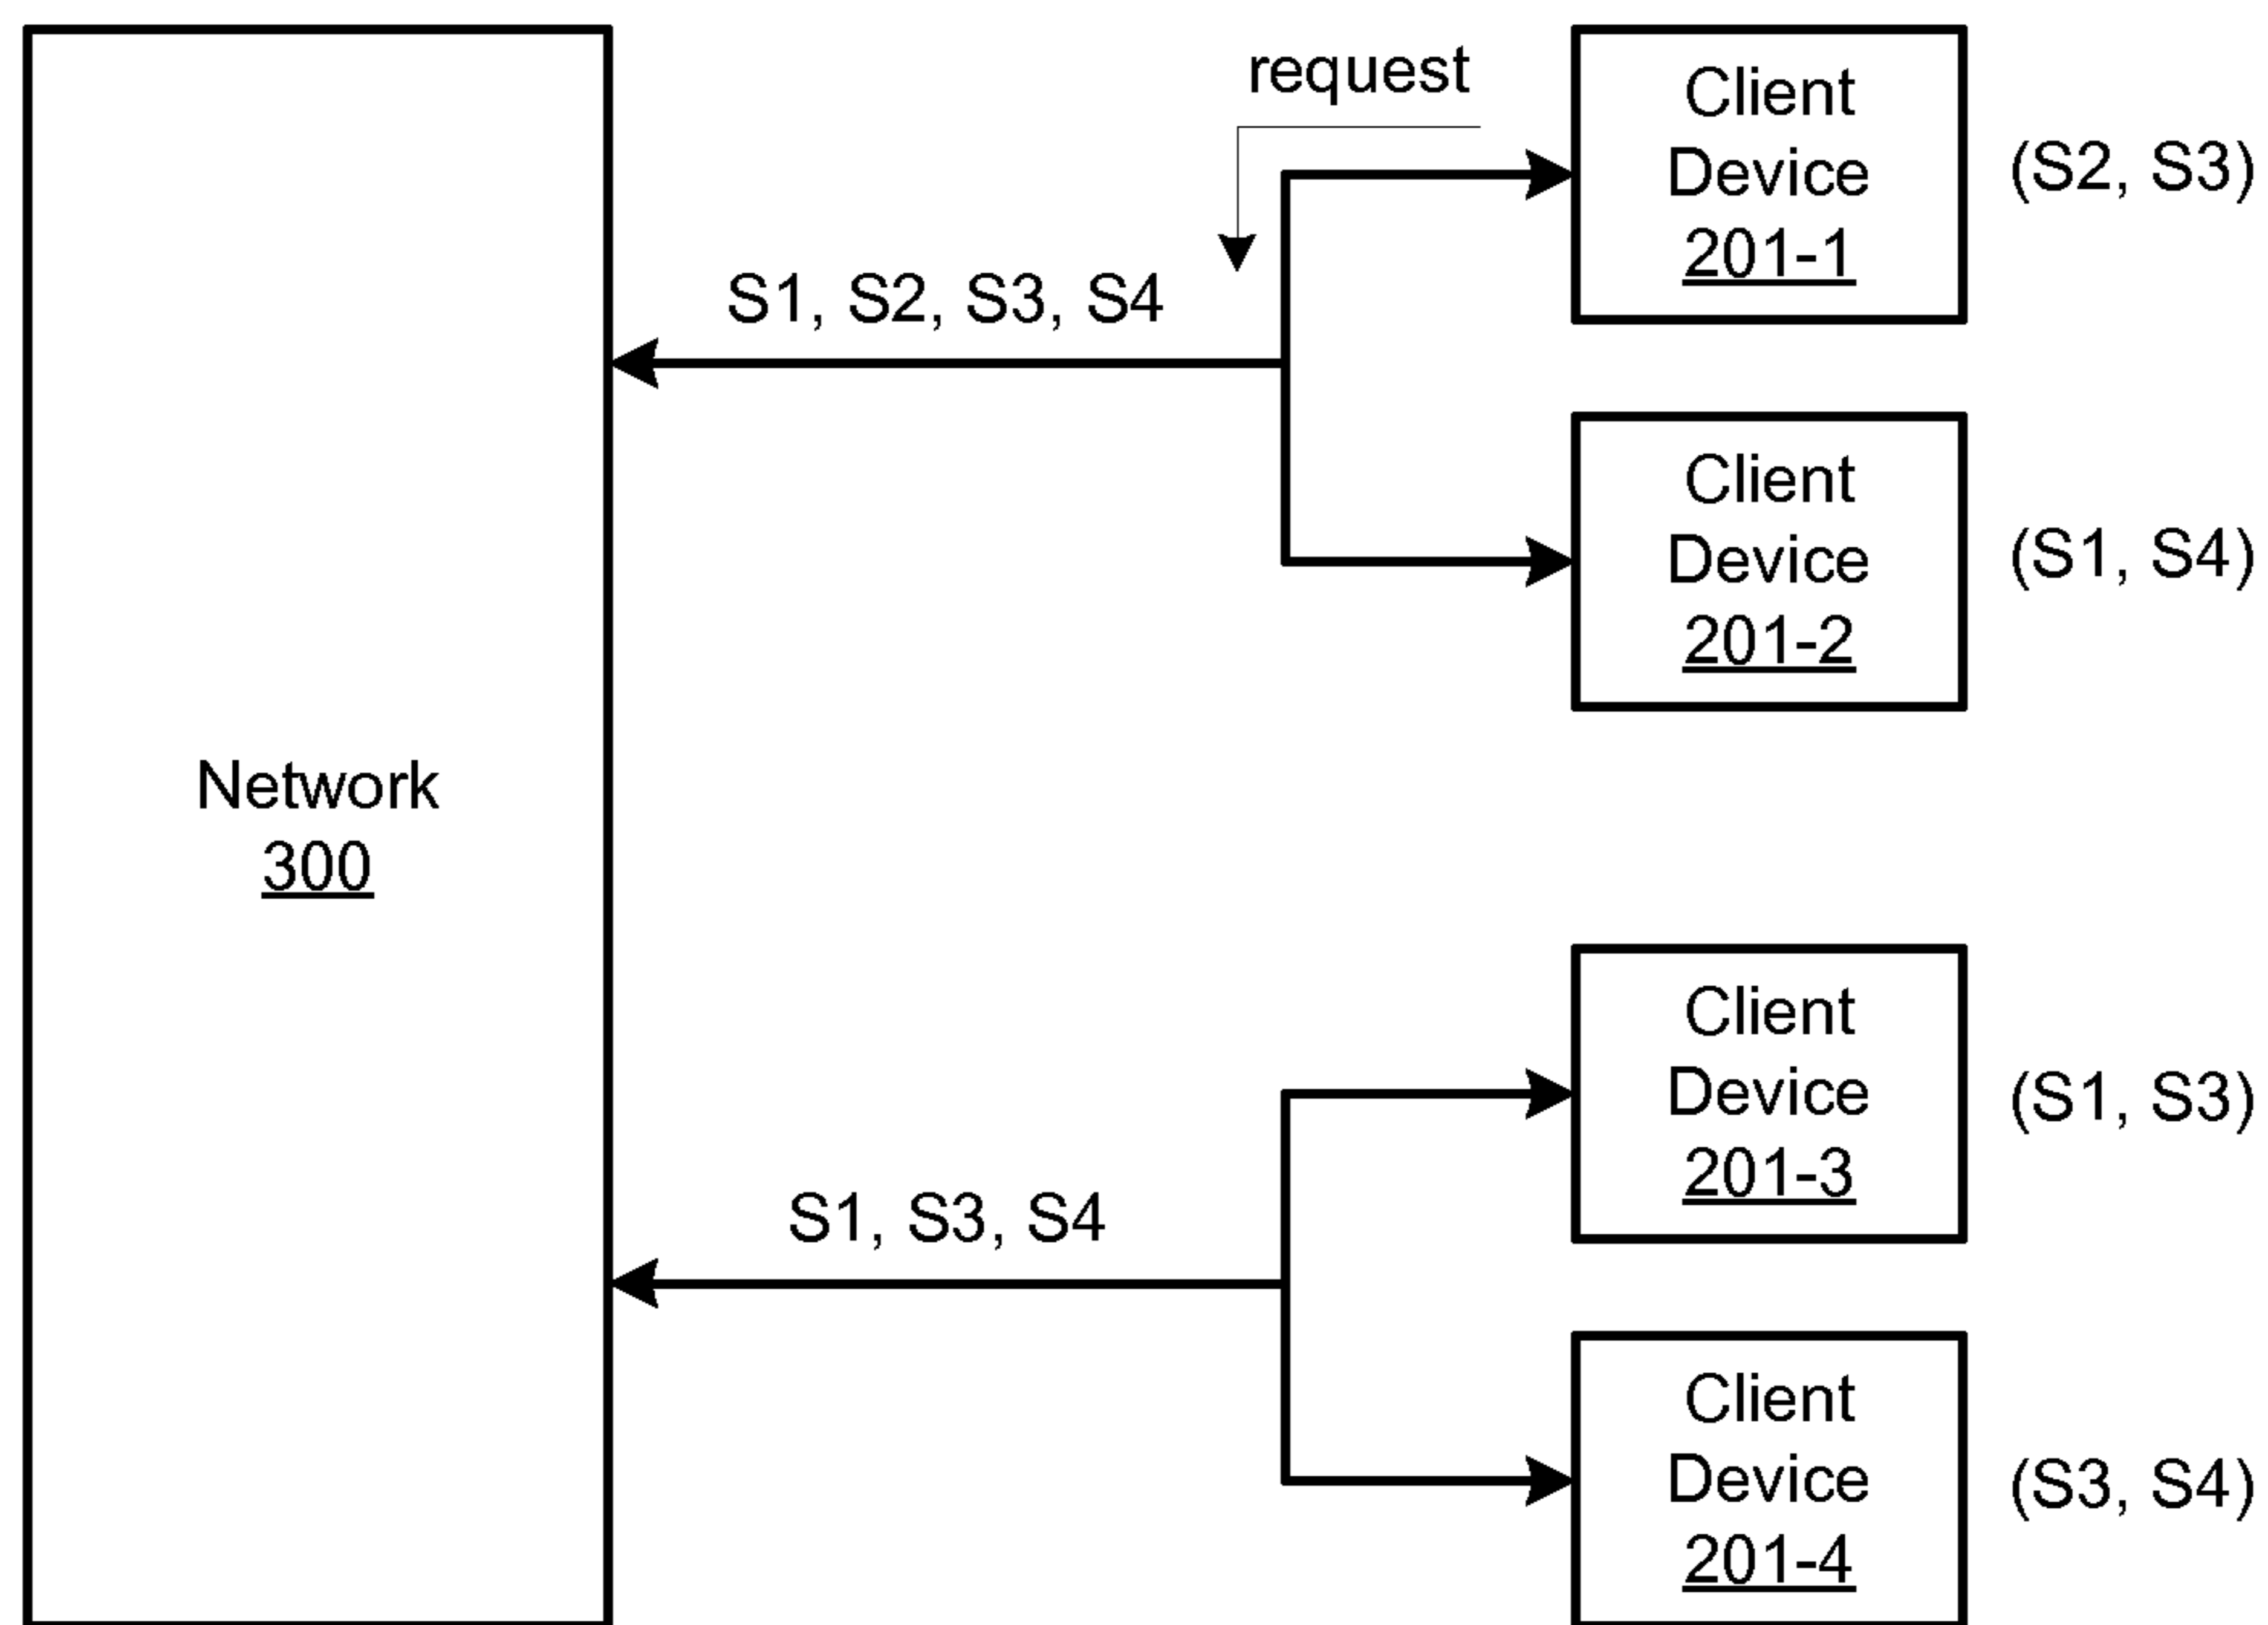 request
Client
Device
201-1
(S2, S3)
S1, S2, S3, S4
Client
Device
201-2
(S1, S4)
Network
300
Client
Device
201-3
(S1, S3)
S1, S3, S4
Client
Device
201-4
(S3, S4)